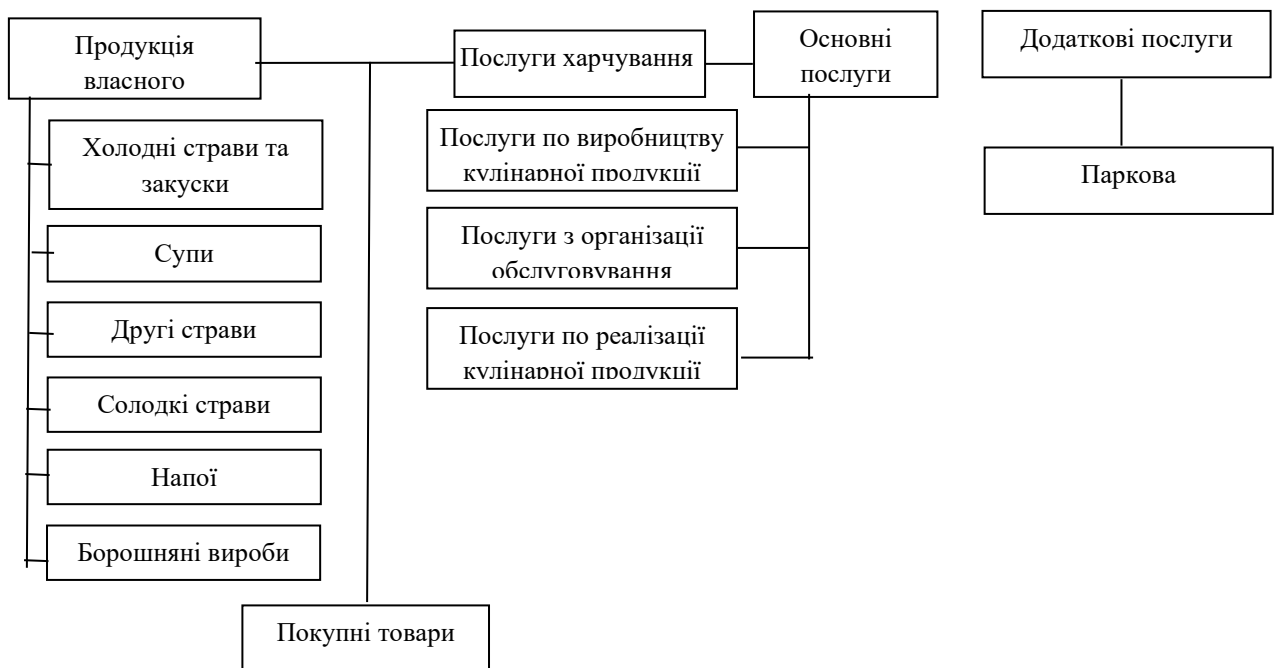 Продукція
власного
Послуги харчування
Основні
послуги
Додаткові послуги
Холодні страви та
закуски
Супи
Другі страви
Солодкі страви
Напої
Борошняні вироби
Покупні товари
Послуги по виробництву
кулінарної продукції
Послуги з організації
обслуговування
Послуги по реалізації
кулінарної продукції
Паркова